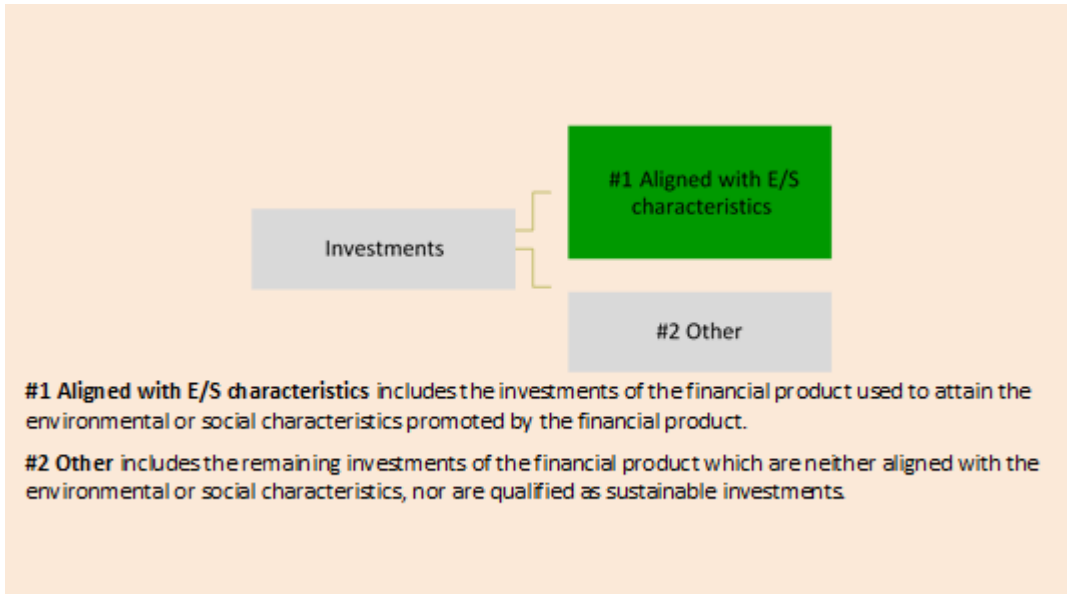 #1 Aligned with E/S
characteristics
Investments
#2 Other
#1 Aligned with E/S characteristics includes the investments of the financial product used to attain the
environmental or social characteristics promoted by the financial product.
#2 Other includes the remaining investments of the financial product which are neither aligned with the
environmental or social characteristics, nor are qualified as sustainable investments.